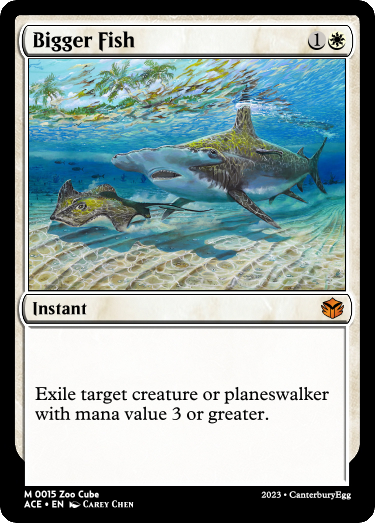 Bigger Fish 1
Instant
Exile target creature or planeswalker
with mana value 3 or greater.
M 0015 Zoo Cube
ACE • EN Carey Chen
2023 • CanterburyEgg